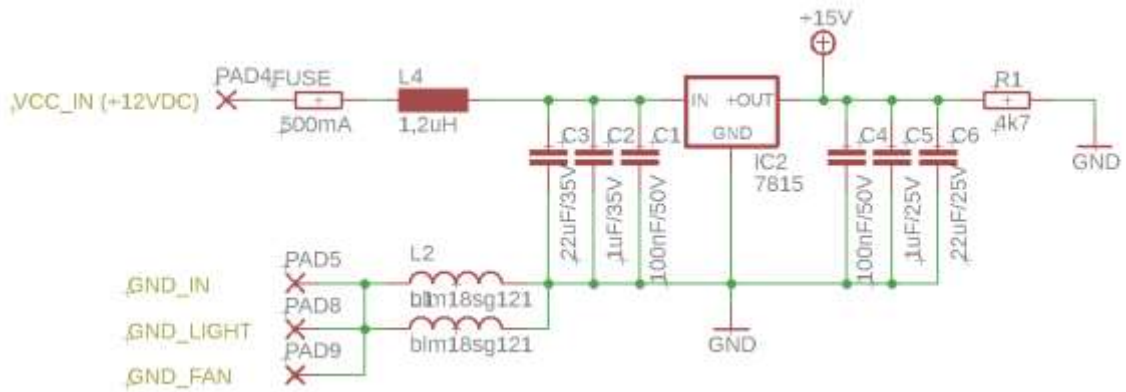 +15V
PAD4 FUSE
L4
R1
VCC_IN (+12VDC)
IN
+OUT
500mA
1,2uH
GND
4k7
C3
C2
C1
C4
C5
C6
GND
IC2
7815
22uF/35V
1uF/35V
100nF/50V
100nF/50V
1uF/25V
22uF/25V
PAD5
L2
GND_IN
blm18sg121
PAD8
GND_LIGHT
blm18sg121
GND
PAD9
GND_FAN